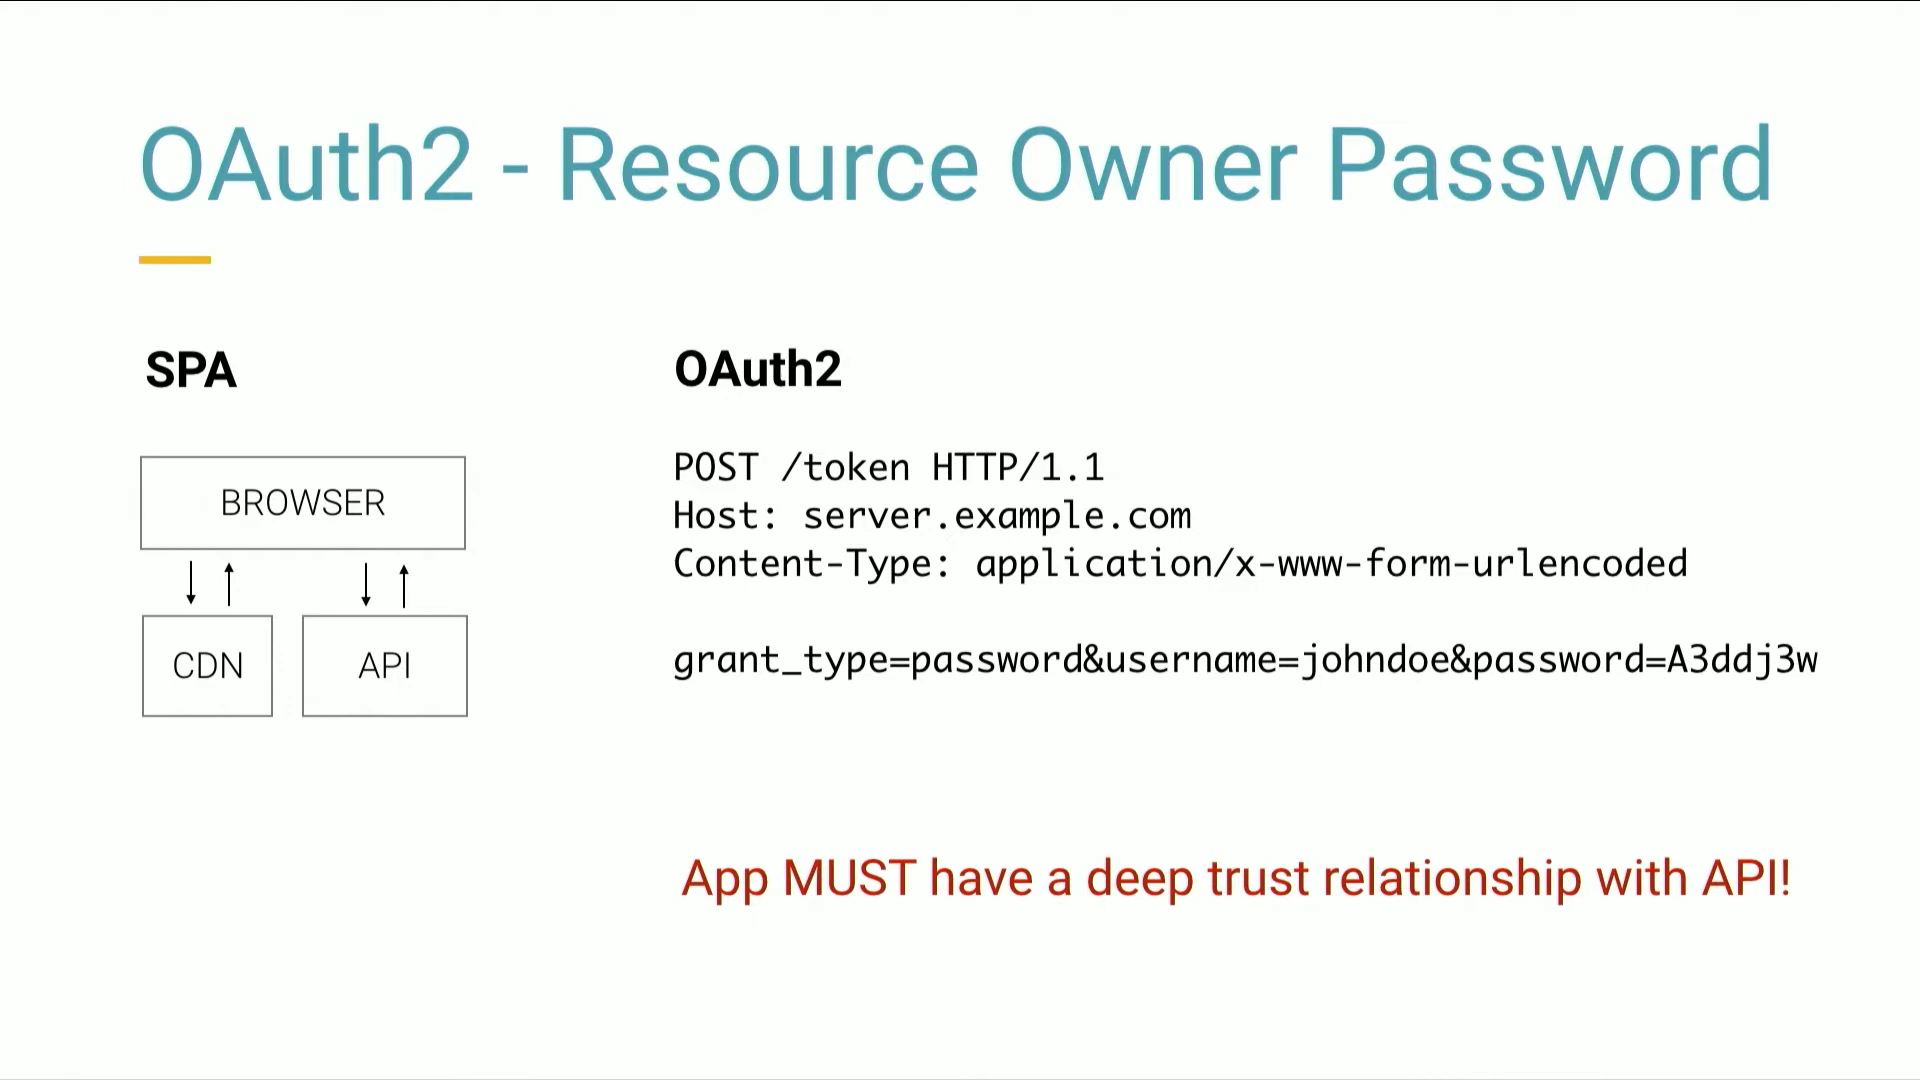 OAuth2 - Resource Owner Password
SPA
BROWSER
CDN API
OAuth2
POST /token HTTP/1.1
Host: server.example.com
Content-Type: application/x-www-form-urlencoded
grant_type=password&username=johndoe&password=A3ddj3w
App MUST have a deep trust relationship with API!